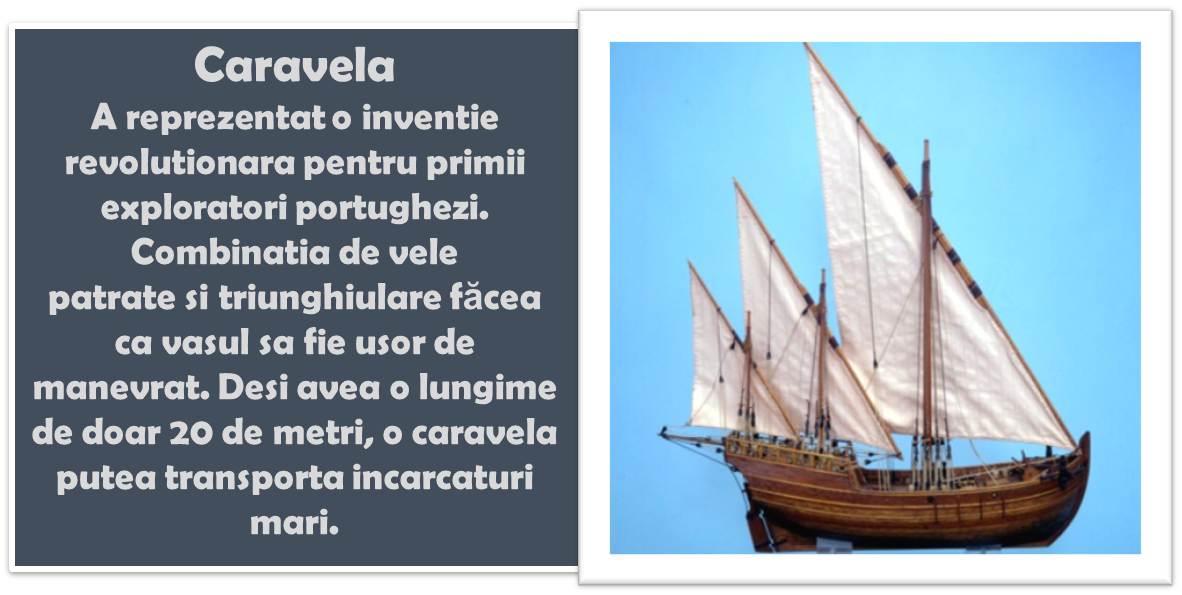 Caravela
A reprezentat o inventie
revolutionara pentru primii
exploratori portughezi.
Combinatia de vele
patrate si triunghiulare făcea
ca vasul sa fie usor de
manevrat. Desi avea o lungime
de doar 20 de metri, o caravela
putea transporta incarcaturi
mari.